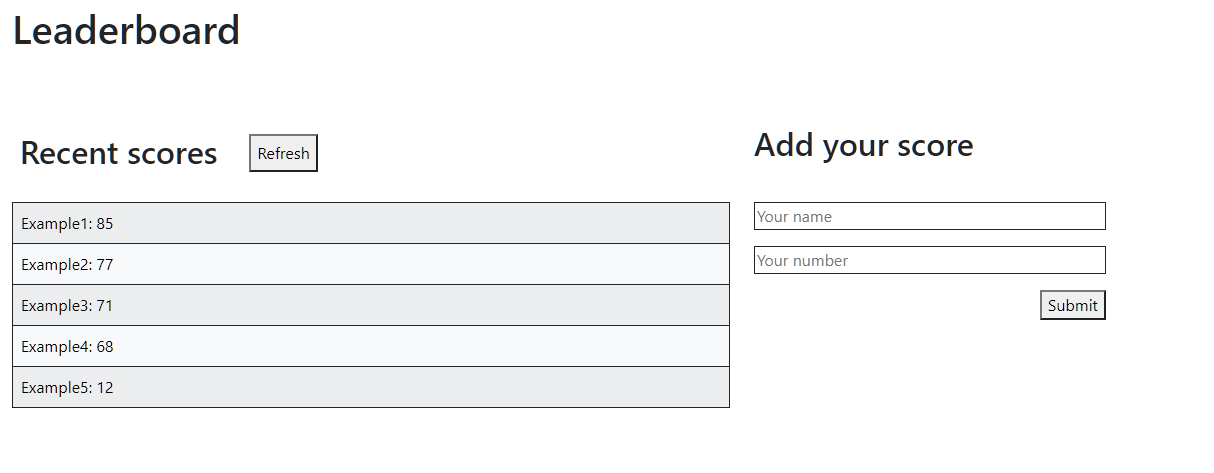 Leaderboard
Recent scores
Refresh
Example1: 85
Example2: 77
Example3: 71
Example4: 68
Example5: 12
Add your score
Your name
Your number
Submit